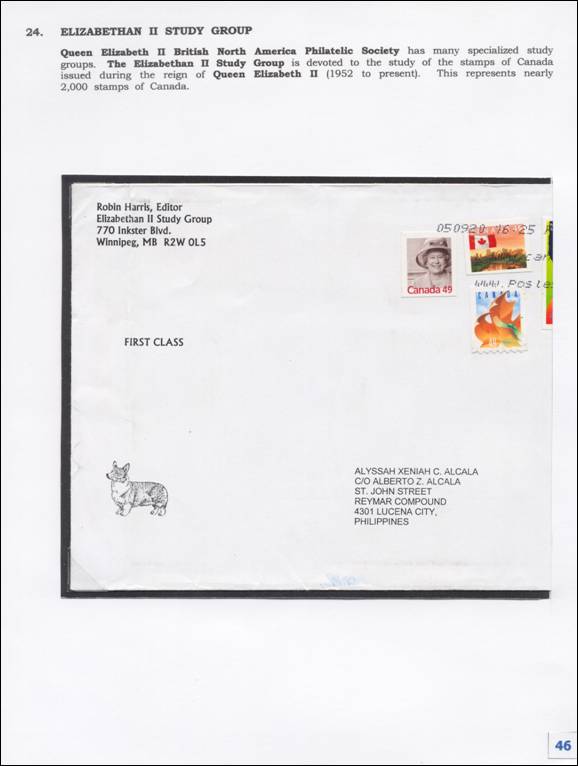 24. ELIZABETHAN II STUDY GROUP
Queen Elizabeth II British North America Philatelic Society has many specialized study
groups. The Elizabethan II Study Group is devoted to the study of the stamps of Canada
issued during the reign of Queen Elizabeth II (1952 to present). This represents nearly
2,000 stamps of Canada.
Robin Harris, Editor
Elizabethan II Study Group
770 Inkster Blvd.
Winnipeg, MB R2W 0L5
050920 16:25
Canada 49
CANADA
FIRST CLASS
ALYSSAH XENIAH C. ALCALA
C/O ALBERTO Z. ALCALA
ST. JOHN STREET
REYMAR COMPOUND
4301 LUCENA CITY,
PHILIPPINES
46